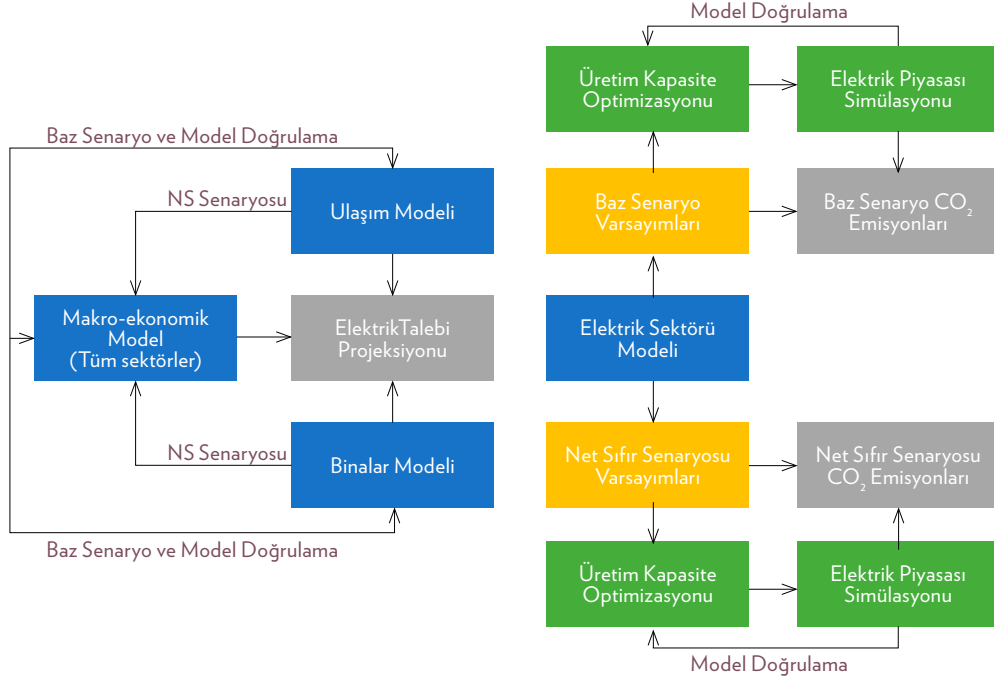 Baz Senaryo ve Model Doğrulama
NS Senaryosu
Ulaşım Modeli
Makro-ekonomik
Model
(Tüm sektörler)
ElektrikTalebi
Projeksiyonu
NS Senaryosu
Binalar Modeli
Baz Senaryo ve Model Doğrulama
Model Doğrulama
Üretim Kapasite
Optimizasyonu
Elektrik Piyasası
Simülasyonu
Baz Senaryo
Varsayımları
Baz Senaryo CO₂
Emisyonları
Elektrik Sektörü
Modeli
Net Sıfır Senaryosu
Varsayımları
Net Sıfır Senaryosu
CO₂ Emisyonları
Üretim Kapasite
Optimizasyonu
Elektrik Piyasası
Simülasyonu
Model Doğrulama